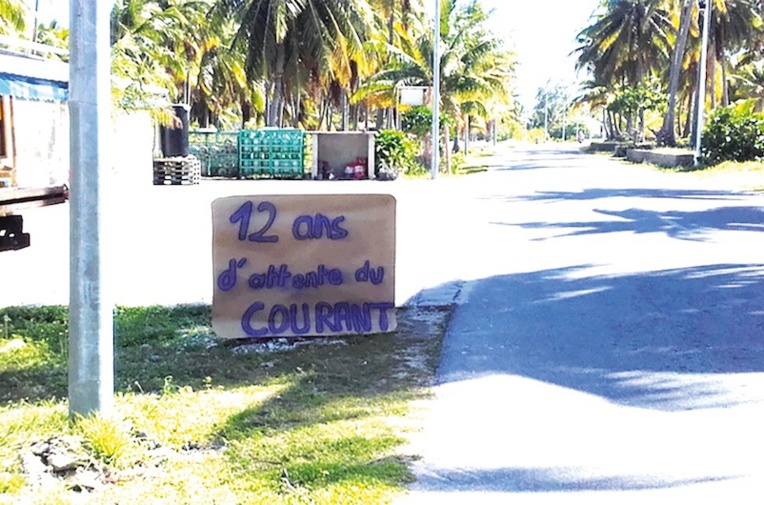 12 ans
d'attente du
COURANT